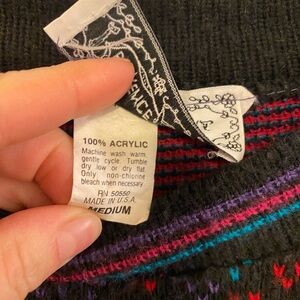 100% ACRYLIC
Machine wash warm,
gentle cycle. Tumble
dry low or dry flat.
Only non-chlorine
bleach when necessary.
RN 50550
MADE IN U.S.A.
MEDIUM